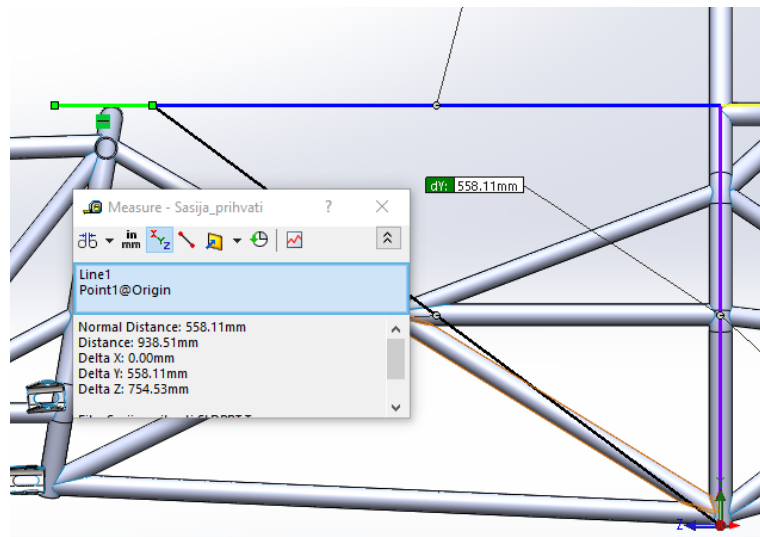 dY: 558.11mm
Measure - Sasija_prihvati
?
in
mm
XYZ
Line1
Point1@Origin
Normal Distance: 558.11mm
Distance: 938.51mm
Delta X: 0.00mm
Delta Y: 558.11mm
Delta Z: 754.53mm
Y
Z